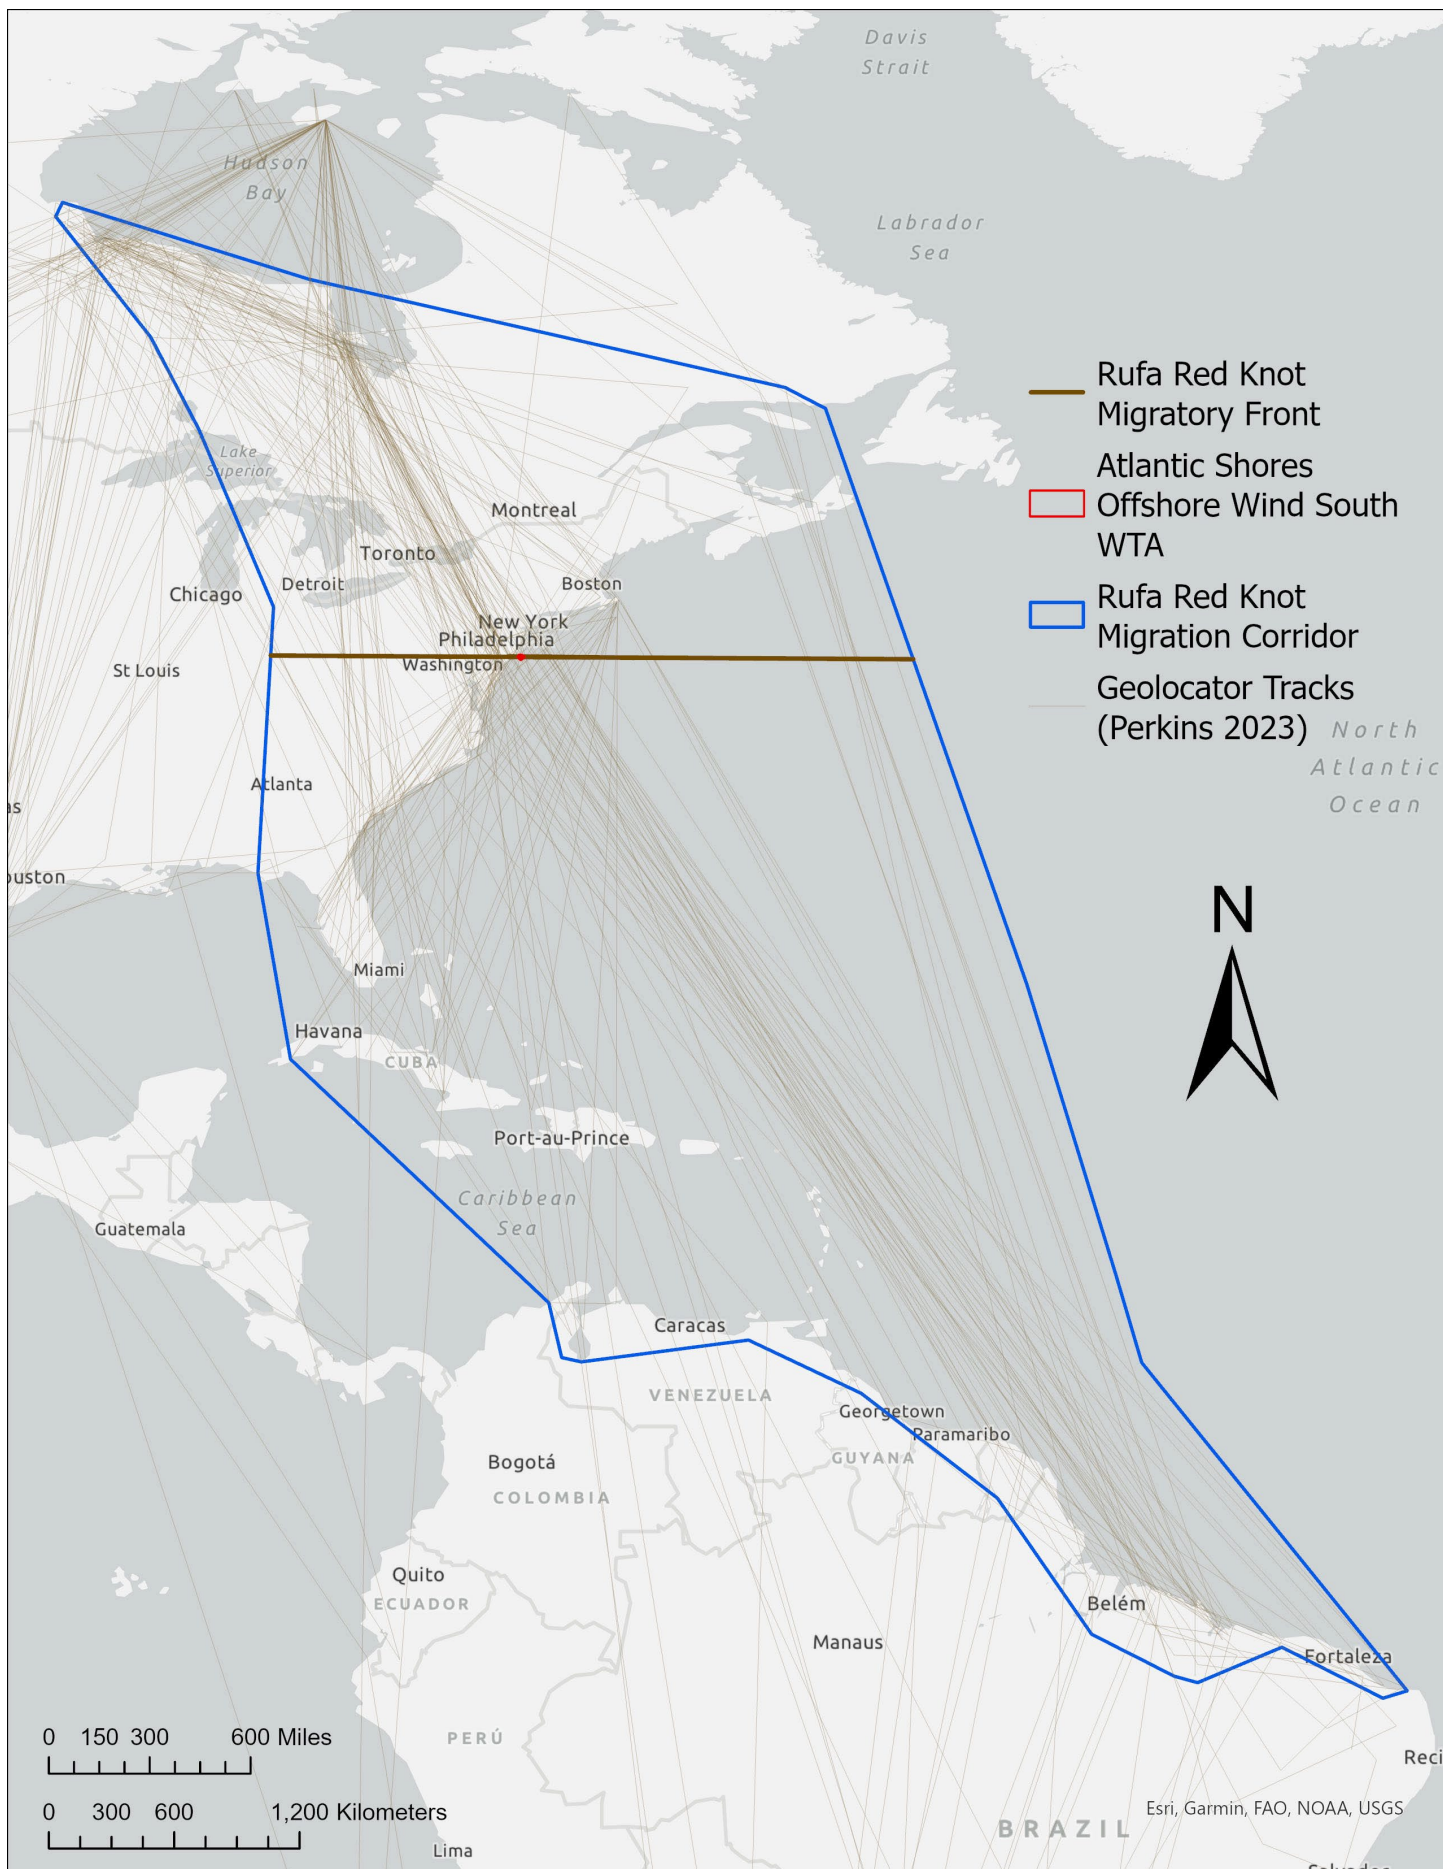 Davis
Strait
Hudson
Bay
Labrador
Sea
Rufa Red Knot
Migratory Front
Atlantic Shores
Offshore Wind South
WTA
Rufa Red Knot
Migration Corridor
Geolocator Tracks
(Perkins 2023)
Lake
Superior
Montreal
Toronto
Detroit
Boston
Chicago
New York
Philadelphia
Washington
St Louis
North
Atlantic
Ocean
Atlanta
as
ouston
N
Miami
Havana
CUBA
Port-au-Prince
Caribbean
Sea
Guatemala
Caracas
VENEZUELA
Georgetown
Paramaribo
GUYANA
Bogotá
COLOMBIA
Quito
ECUADOR
Belém
Manaus
Fortaleza
PERÚ
0 150 300 600 Miles
Reci
0 300 600 1,200 Kilometers
Esri, Garmin, FAO, NOAA, USGS
BRAZIL
Lima